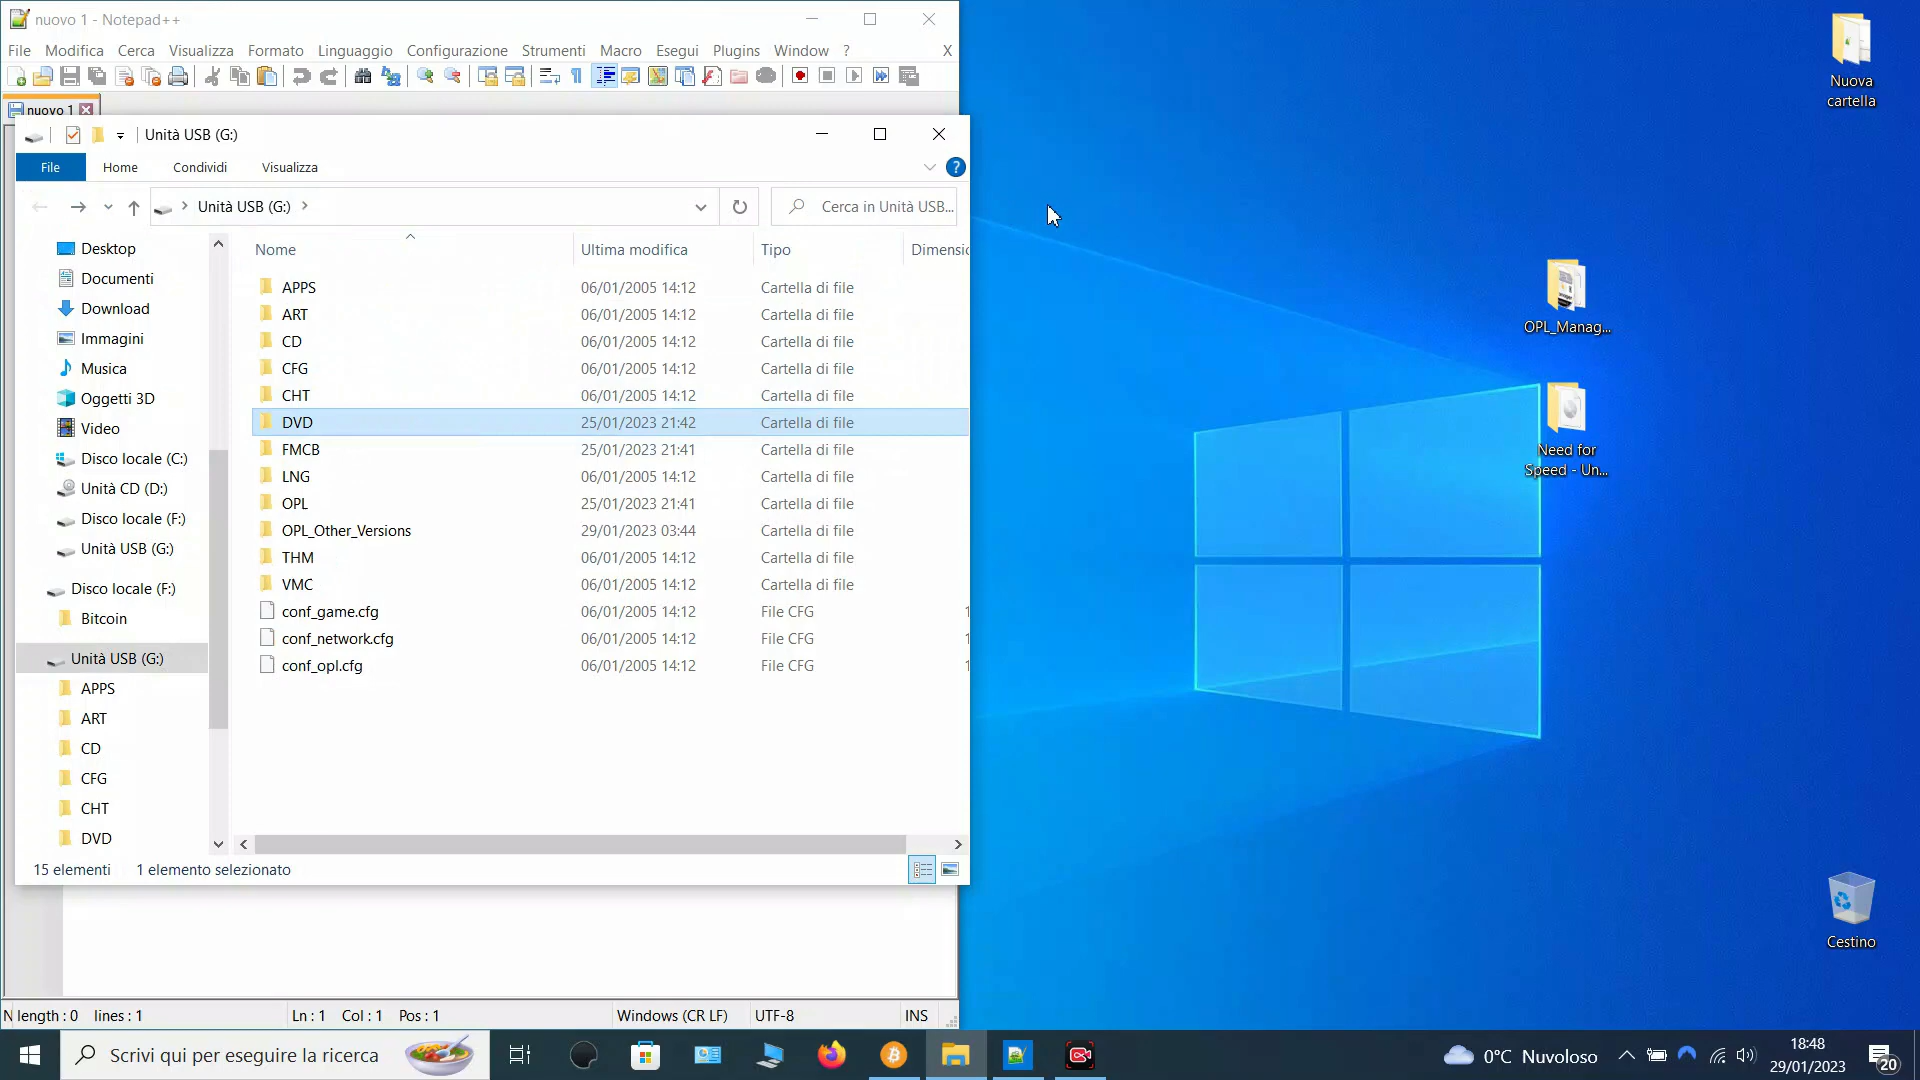 nuovo 1 - Notepad++
File Modifica Cerca Visualizza Formato Linguaggio Configurazione Strumenti Macro Esegui Plugins Window ? X
nuovo 1
Unità USB (G:)
File Home Condividi Visualizza
Unità USB (G:) Cerca in Unità USB...
Nome Ultima modifica Tipo Dimensio
Desktop
Documenti
Download
Immagini
Musica
Oggetti 3D
Video
Disco locale (C:)
Unità CD (D:)
Disco locale (F:)
Unità USB (G:)
Disco locale (F:)
Bitcoin
Unità USB (G:)
APPS
ART
CD
CFG
CHT
DVD
APPS 06/01/2005 14:12 Cartella di file
ART 06/01/2005 14:12 Cartella di file
CD 06/01/2005 14:12 Cartella di file
CFG 06/01/2005 14:12 Cartella di file
CHT 06/01/2005 14:12 Cartella di file
DVD 25/01/2023 21:42 Cartella di file
FMCB 25/01/2023 21:41 Cartella di file
LNG 06/01/2005 14:12 Cartella di file
OPL 25/01/2023 21:41 Cartella di file
OPL_Other_Versions 29/01/2023 03:44 Cartella di file
THM 06/01/2005 14:12 Cartella di file
VMC 06/01/2005 14:12 Cartella di file
conf_game.cfg 06/01/2005 14:12 File CFG 1
conf_network.cfg 06/01/2005 14:12 File CFG 1
conf_opl.cfg 06/01/2005 14:12 File CFG 1
15 elementi 1 elemento selezionato
N length : 0 lines : 1 Ln : 1 Col : 1 Pos : 1 Windows (CR LF) UTF-8 INS
Nuova
cartella
OPL_Manag...
Need for
Speed - Un...
Cestino
Scrivi qui per eseguire la ricerca
0°C Nuvoloso
18:48
29/01/2023
20